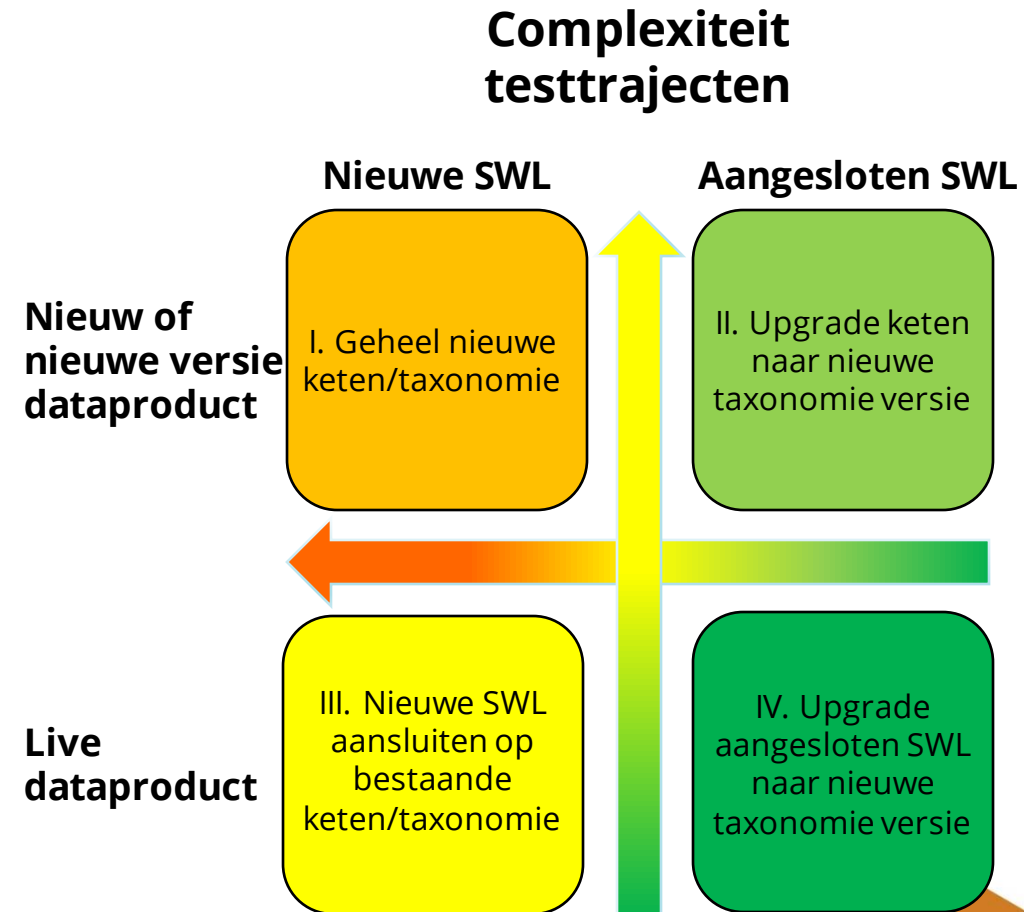 Complexiteit
testtrajecten
Nieuwe SWL
Aangesloten SWL
Nieuw of
nieuwe versie
dataproduct
I. Geheel nieuwe
keten/taxonomie
II. Upgrade keten
naar nieuwe
taxonomie versie
Live
dataproduct
III. Nieuwe SWL
aansluiten op
bestaande
keten/taxonomie
IV. Upgrade
aangesloten SWL
naar nieuwe
taxonomie versie